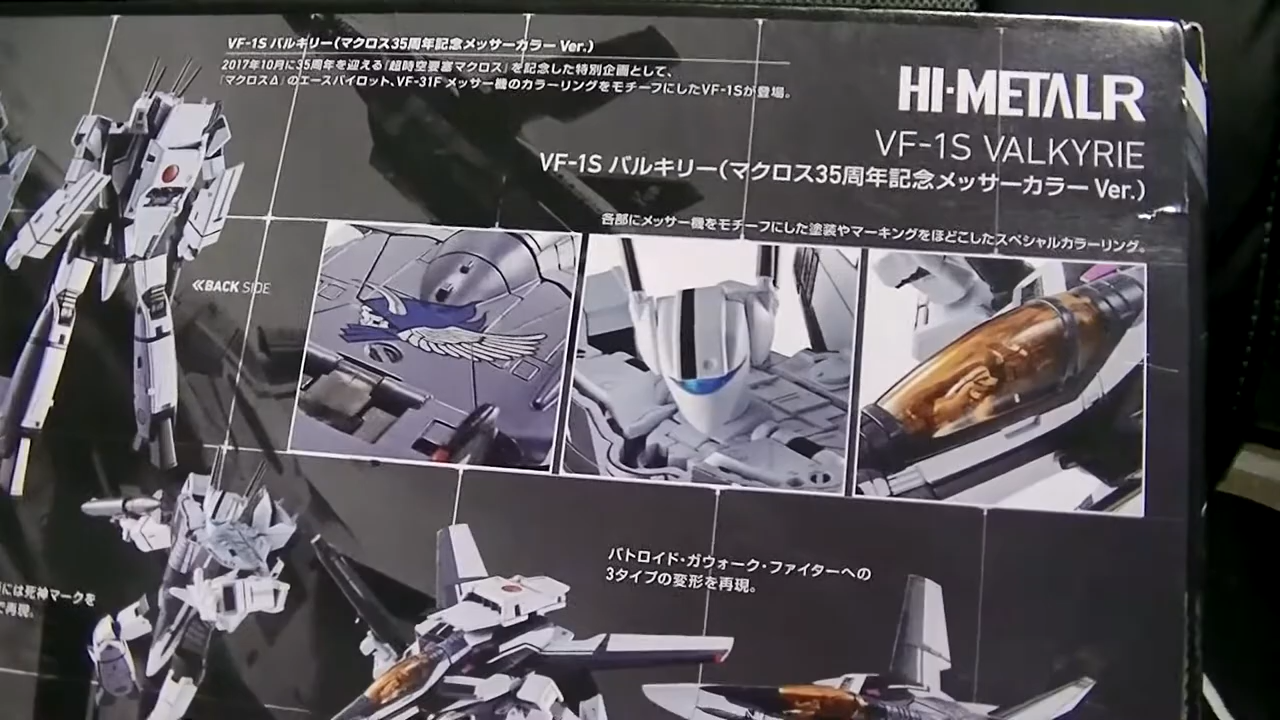 VF-1S バルキリー(マクロス35周年記念メッサーカラー Ver.)
2017年10月に35周年を迎える『超時空要塞マクロス』を記念した特別企画として、
『マクロスΔ』のエースパイロット、VF-31F メッサー機のカラーリングをモチーフにしたVF-1Sが登場。
HI-METAL R
VF-1S VALKYRIE
VF-1S バルキリー(マクロス35周年記念メッサーカラー Ver.)
各部にメッサー機をモチーフにした塗装やマーキングをほどこしたスペシャルカラーリング。
≪BACK SIDE
バトロイド・ガウォーク・ファイターへの
3タイプの変形を再現。
には死神マークを
再現。